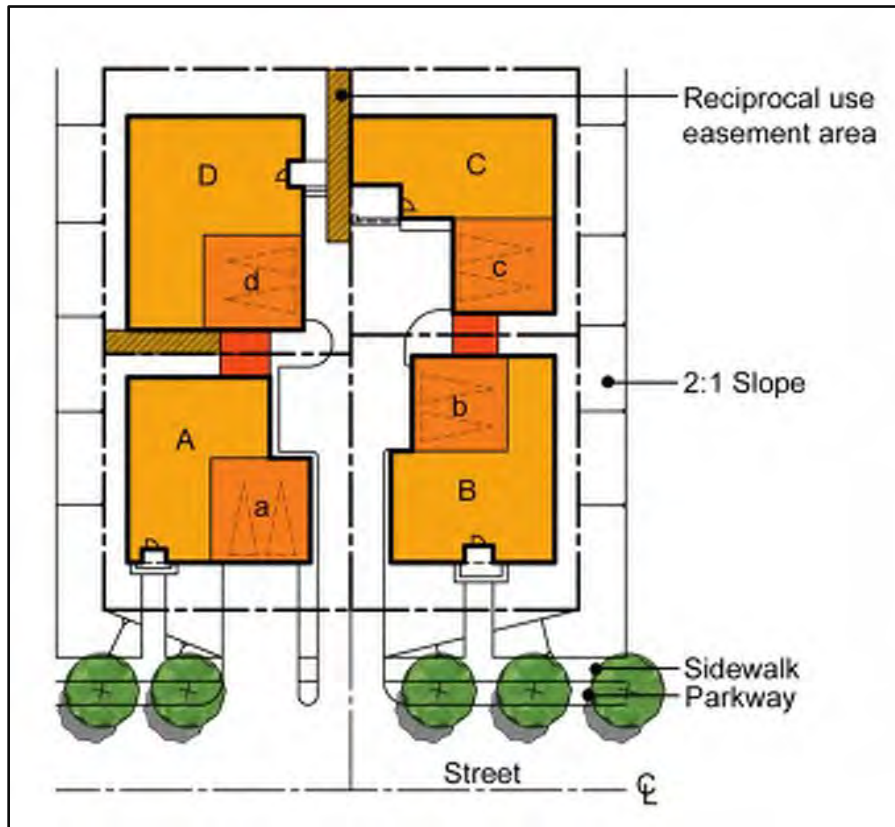 Reciprocal use
easement area
D
C
d
c
2:1 Slope
A
b
a
B
Sidewalk
Parkway
Street
℄